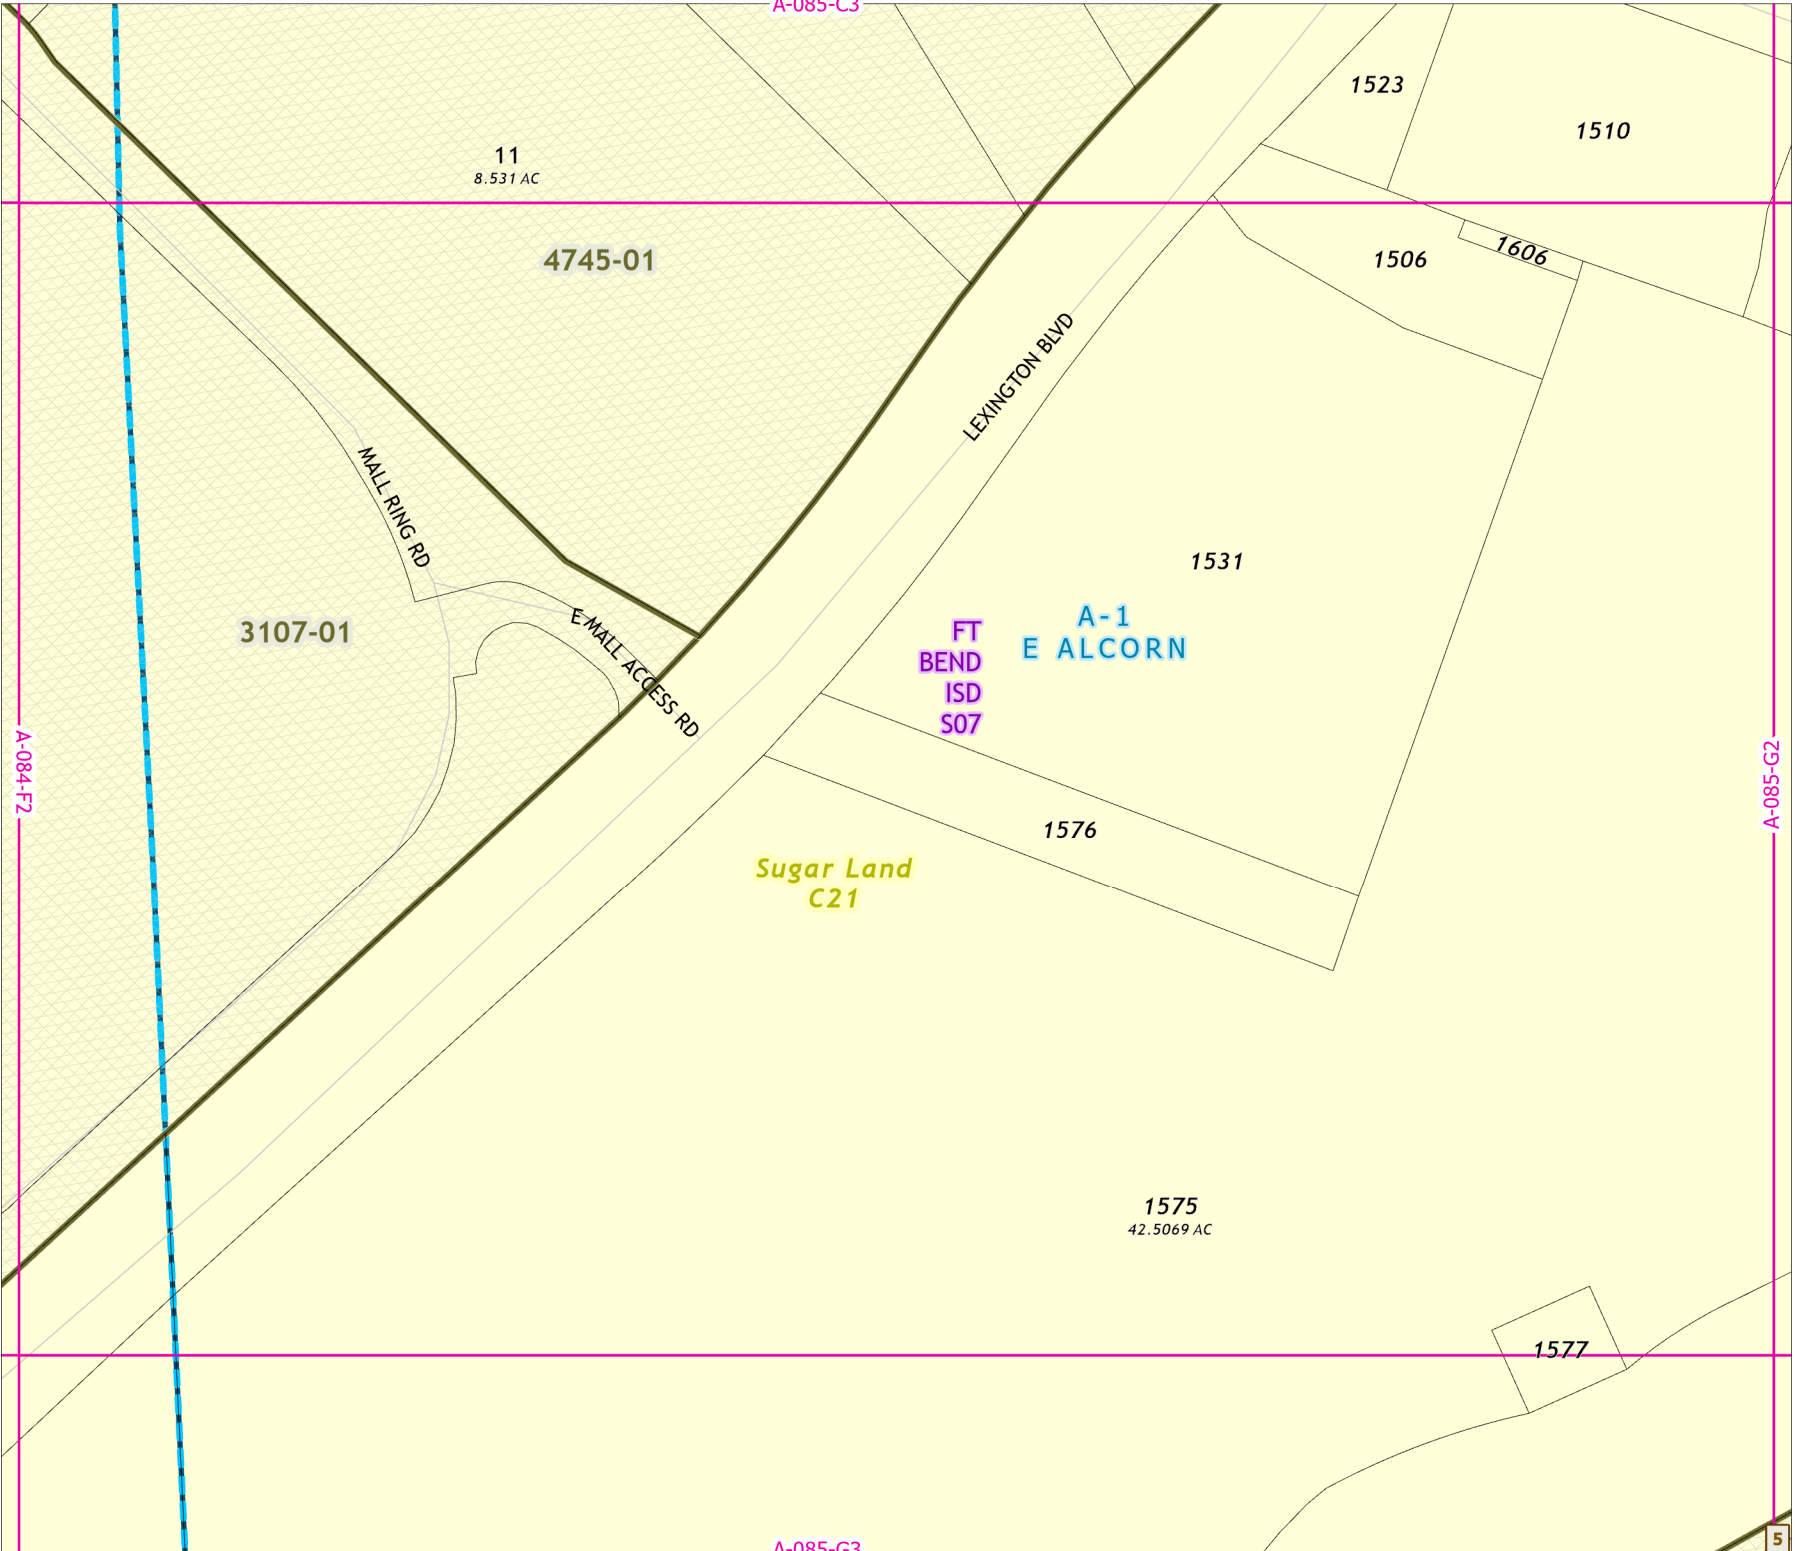 A-085-C3
1523
1510
11
8.531 AC
4745-01
1506
1606
LEXINGTON BLVD
MALL RING RD
1531
3107-01
E MALL ACCESS RD
FT
BEND
ISD
S07
A-1
E ALCORN
A-084-F2
A-085-G2
1576
Sugar Land
C21
1575
42.5069 AC
1577
A-085-G3
5